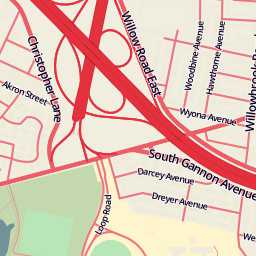 Christopher Lane
Willow Road East
Woodbine Avenue
Hawthorne Avenue
Willowbrook
Akron Street
Wyona Avenue
South Gannon Avenue
Darcey Avenue
Dreyer Avenue
Loop Road